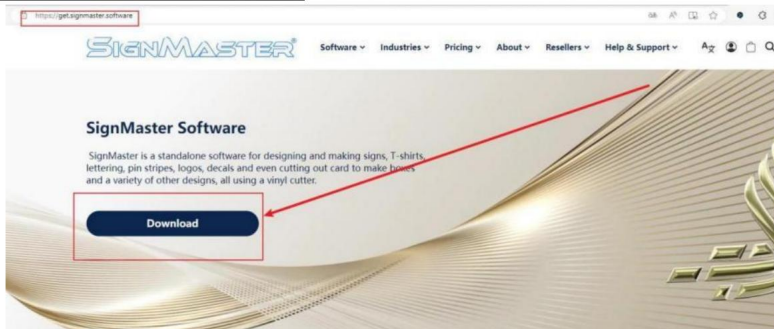 https://get.signmaster.software
SIGNMASTER®
Software Industries Pricing About Resellers Help & Support
SignMaster Software
SignMaster is a standalone software for designing and making signs, T-shirts,
lettering, pin stripes, logos, decals and even cutting out card to make boxes
and a variety of other designs, all using a vinyl cutter.
Download